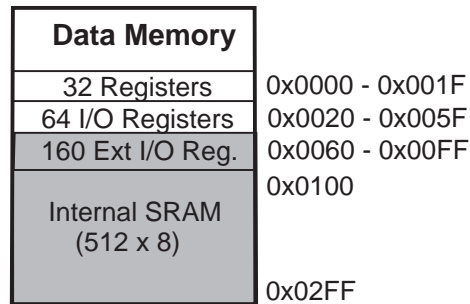 Data Memory
32 Registers 0x0000 - 0x001F
64 I/O Registers 0x0020 - 0x005F
160 Ext I/O Reg. 0x0060 - 0x00FF
0x0100
Internal SRAM
(512 x 8)
0x02FF